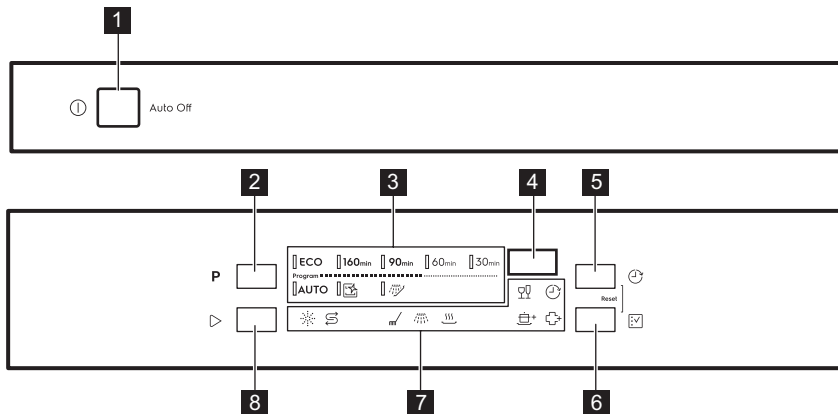 1
Auto Off
2 3 4 5
P
ECO 160min 90min 60min 30min
Program
AUTO
Reset
8 7 6